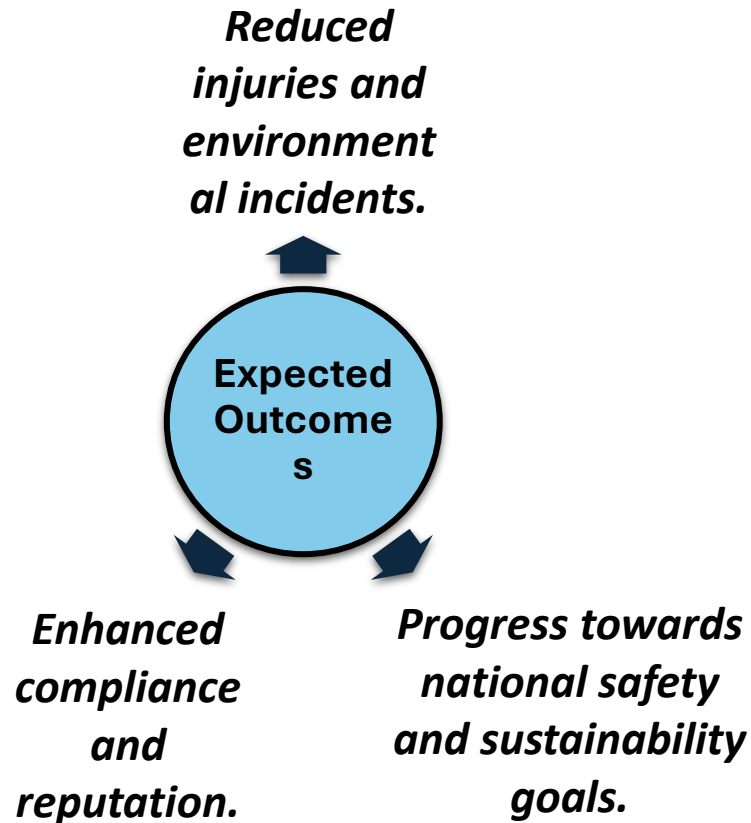 Reduced
injuries and
environment
al incidents.
Expected
Outcome
s
Enhanced
compliance
and
reputation.
Progress towards
national safety
and sustainability
goals.